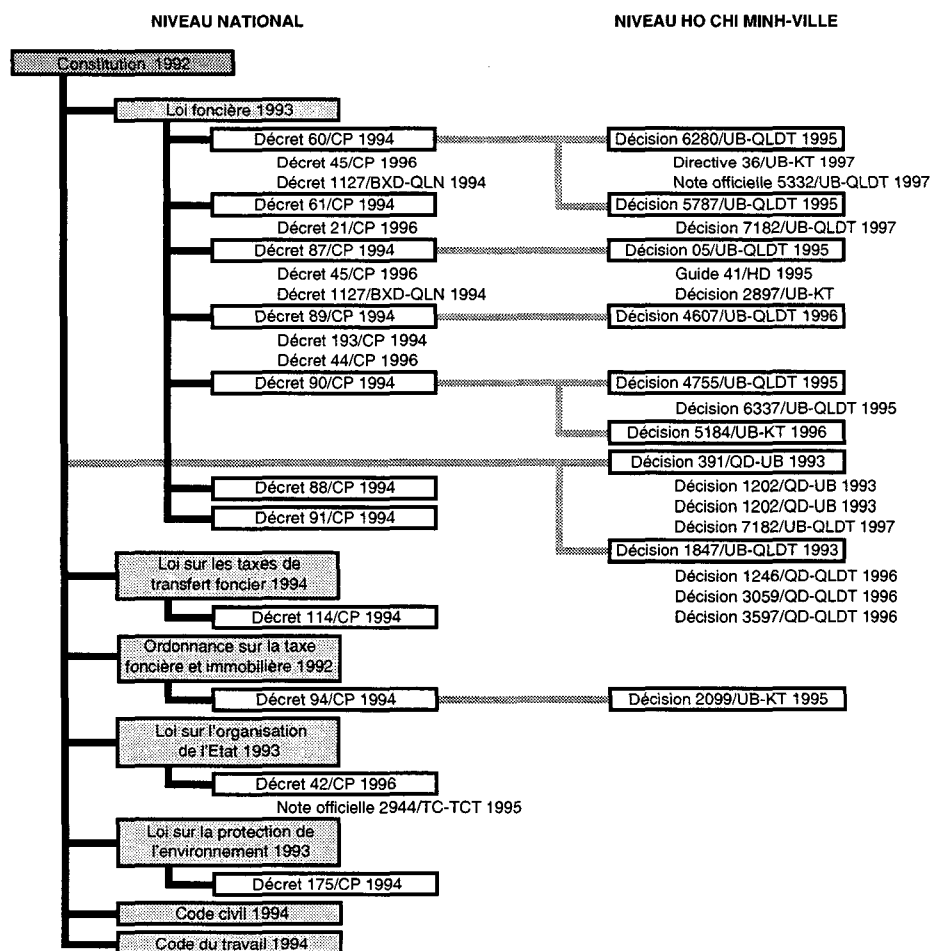 NIVEAU NATIONAL
NIVEAU HO CHI MINH-VILLE
Constitution 1992
Loi foncière 1993
Décret 60/CP 1994
Décision 6280/UB-QLDT 1995
Décret 45/CP 1996
Directive 36/UB-KT 1997
Décret 1127/BXD-QLN 1994
Note officielle 5332/UB-QLDT 1997
Décret 61/CP 1994
Décision 5787/UB-QLDT 1995
Décret 21/CP 1996
Décision 7182/UB-QLDT 1997
Décret 87/CP 1994
Décision 05/UB-QLDT 1995
Décret 45/CP 1996
Guide 41/HD 1995
Décret 1127/BXD-QLN 1994
Décision 2897/UB-KT
Décret 89/CP 1994
Décision 4607/UB-QLDT 1996
Décret 193/CP 1994
Décret 44/CP 1996
Décret 90/CP 1994
Décision 4755/UB-QLDT 1995
Décision 6337/UB-QLDT 1995
Décision 5184/UB-KT 1996
Décision 391/QD-UB 1993
Décret 88/CP 1994
Décision 1202/QD-UB 1993
Décision 1202/QD-UB 1993
Décret 91/CP 1994
Décision 7182/UB-QLDT 1997
Décision 1847/UB-QLDT 1993
Loi sur les taxes de
transfert foncier 1994
Décision 1246/QD-QLDT 1996
Décision 3059/QD-QLDT 1996
Décret 114/CP 1994
Décision 3597/QD-QLDT 1996
Ordonnance sur la taxe
foncière et immobilière 1992
Décret 94/CP 1994
Décision 2099/UB-KT 1995
Loi sur l'organisation
de l'Etat 1993
Décret 42/CP 1996
Note officielle 2944/TC-TCT 1995
Loi sur la protection de
l'environnement 1993
Décret 175/CP 1994
Code civil 1994
Code du travail 1994